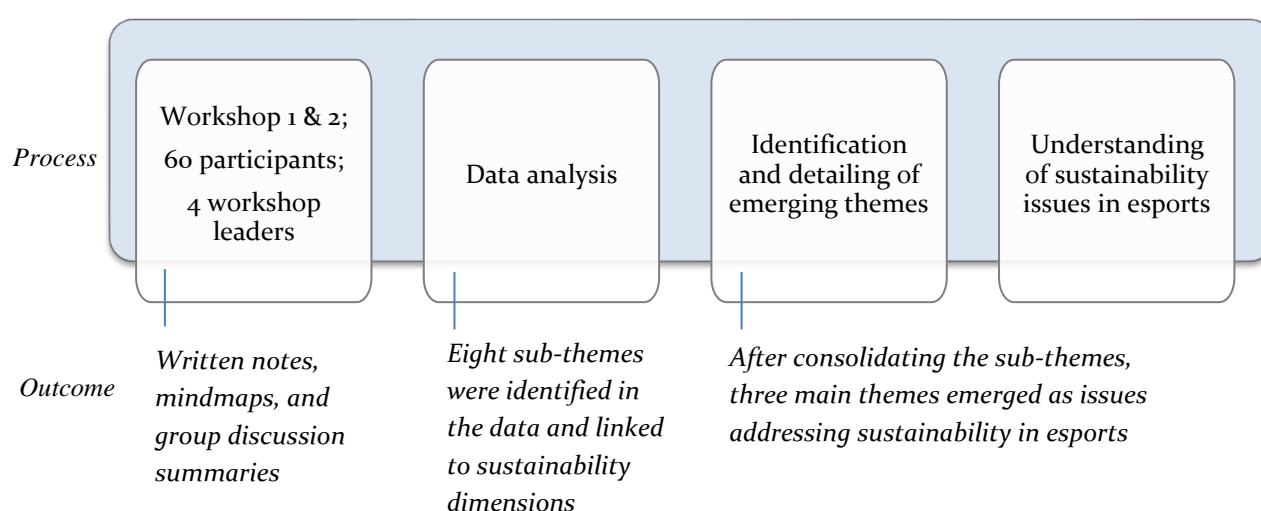 Process
Workshop 1 & 2;
60 participants;
4 workshop
leaders
Data analysis
Identification
and detailing of
emerging themes
Understanding
of sustainability
issues in esports
Outcome
Written notes,
mindmaps, and
group discussion
summaries
Eight sub-themes
were identified in
the data and linked
to sustainability
dimensions
After consolidating the sub-themes,
three main themes emerged as issues
addressing sustainability in esports